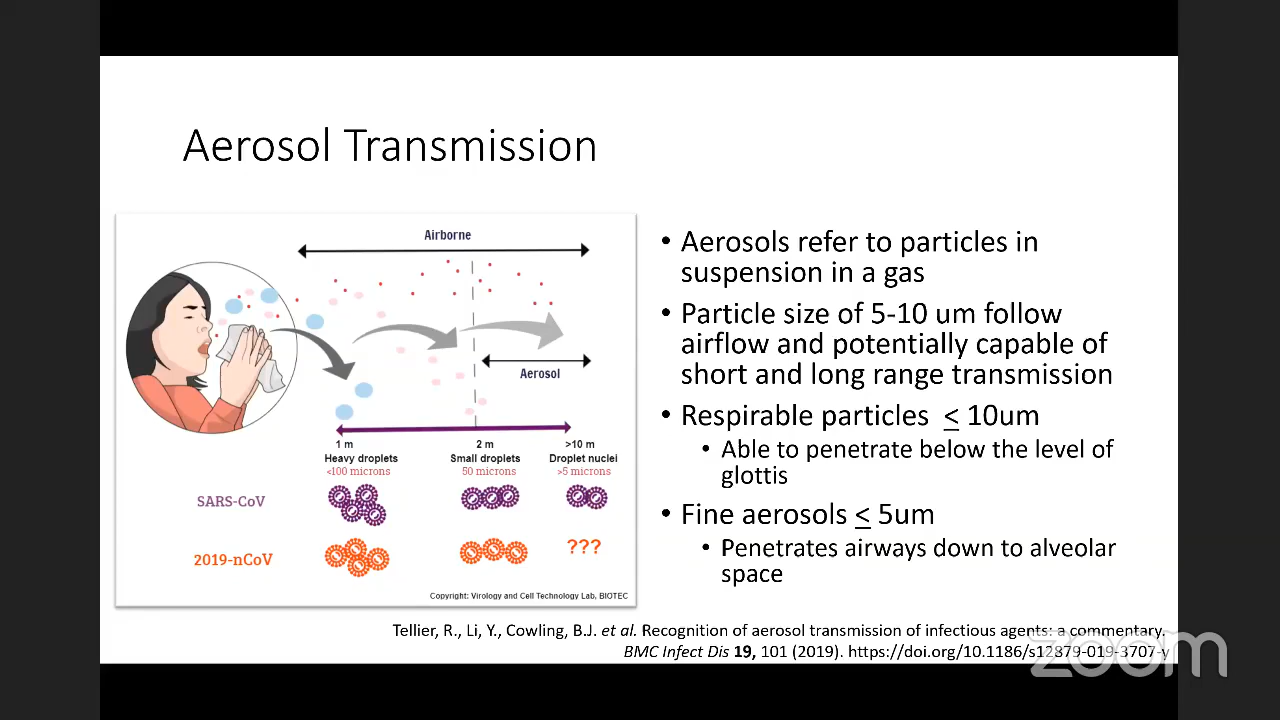 Aerosol Transmission
Airborne
Aerosol
1 m
2 m
>10 m
Heavy droplets
Small droplets
Droplet nuclei
<100 microns
50 microns
>5 microns
SARS-CoV
2019-nCoV
???
Copyright: Virology and Cell Technology Lab, BIOTEC
• Aerosols refer to particles in
suspension in a gas
• Particle size of 5-10 um follow
airflow and potentially capable of
short and long range transmission
• Respirable particles ≤ 10um
• Able to penetrate below the level of
glottis
• Fine aerosols ≤ 5um
• Penetrates airways down to alveolar
space
Tellier, R., Li, Y., Cowling, B.J. et al. Recognition of aerosol transmission of infectious agents: a commentary.
BMC Infect Dis 19, 101 (2019). https://doi.org/10.1186/s12879-019-3707-y
zoom